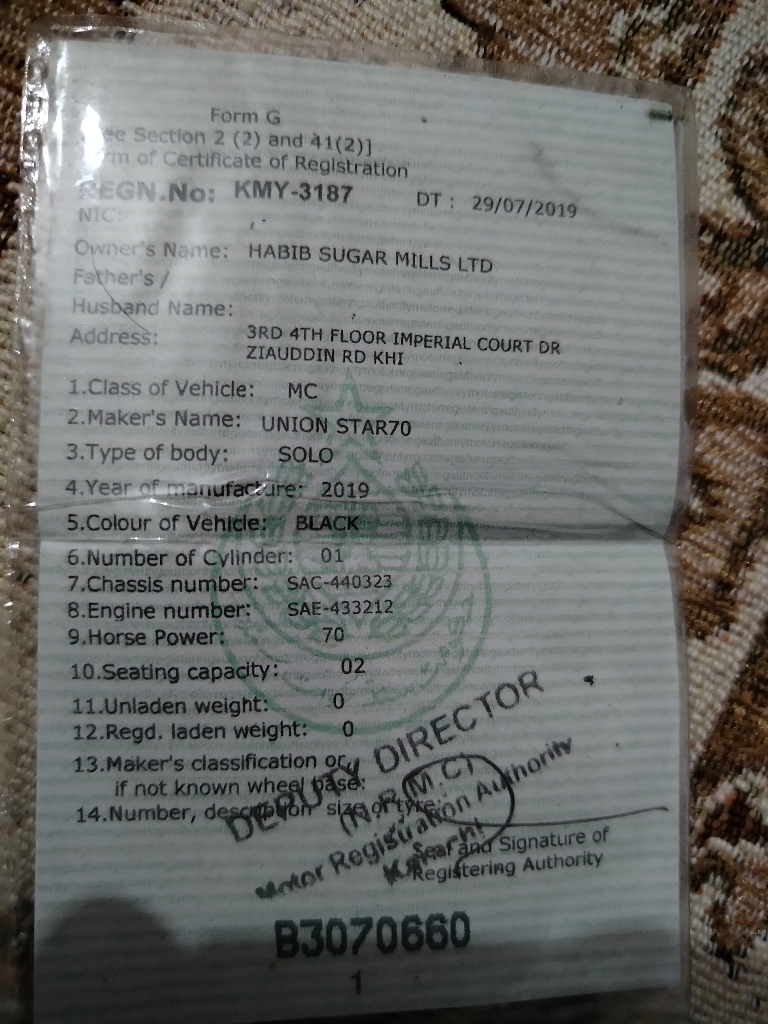 Form G
See Section 2 (2) and 41(2)]
Form of Certificate of Registration
REGN.No: KMY-3187 DT : 29/07/2019
NIC:
Owner's Name: HABIB SUGAR MILLS LTD
Father's /
Husband Name:
Address: 3RD 4TH FLOOR IMPERIAL COURT DR
ZIAUDDIN RD KHI
1.Class of Vehicle: MC
2.Maker's Name: UNION STAR70
3.Type of body: SOLO
4.Year of manufacture: 2019
5.Colour of Vehicle: BLACK
6.Number of Cylinder: 01
7.Chassis number: SAC-440323
8.Engine number: SAE-433212
9.Horse Power: 70
10.Seating capacity: 02
11.Unladen weight: 0
12.Regd. laden weight: 0
13.Maker's classification or
if not known wheel base:
14.Number, description size of tyre:
DEPUTY DIRECTOR
(N.R.M.C)
Motor Registration Authority
Karachi
Seal and Signature of
Registering Authority
B3070660
1